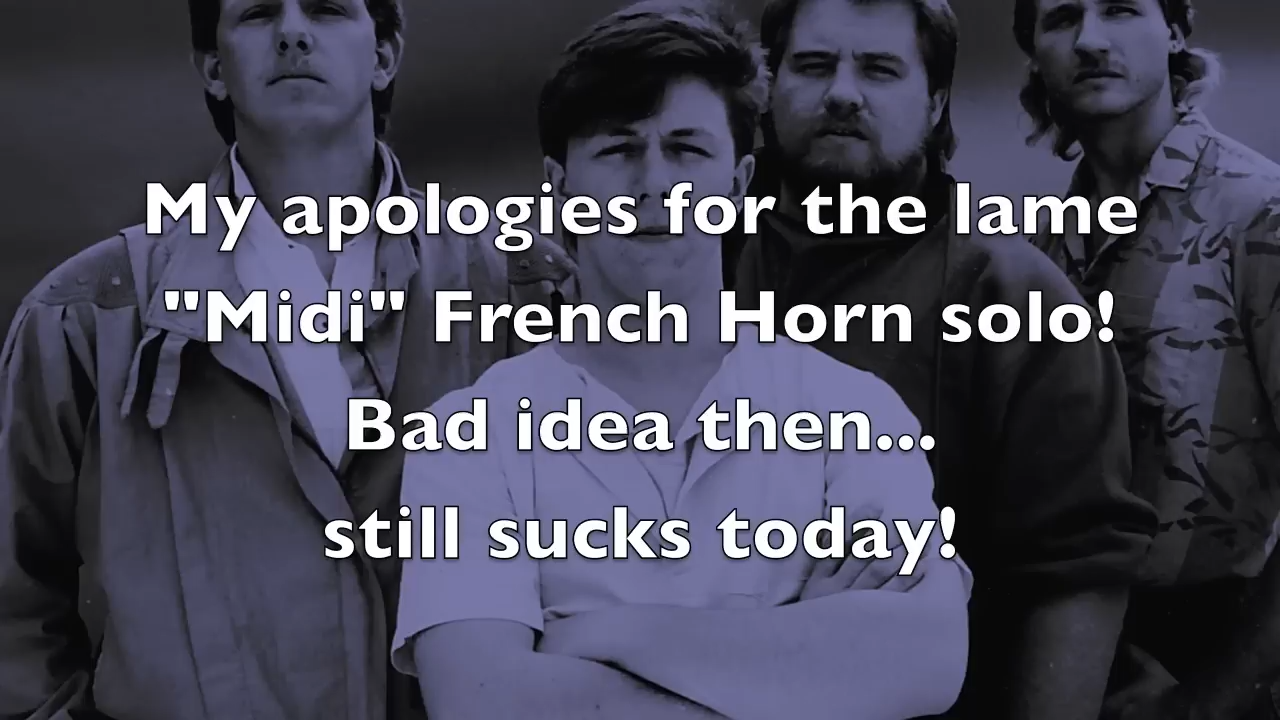 My apologies for the lame
"Midi" French Horn solo!
Bad idea then...
still sucks today!